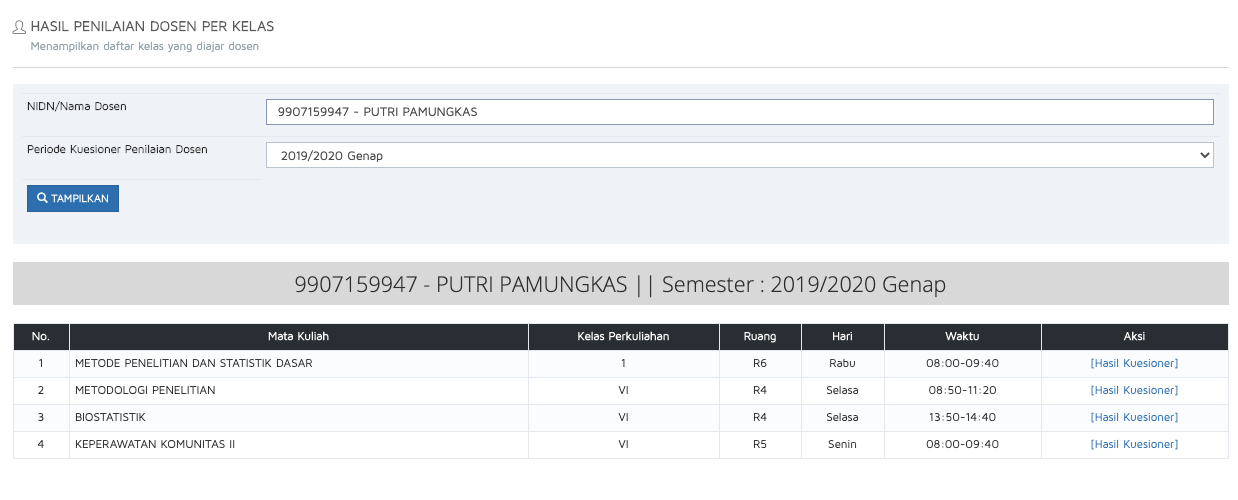 HASIL PENILAIAN DOSEN PER KELAS
Menampilkan daftar kelas yang diajar dosen
NIDN/Nama Dosen
9907159947 - PUTRI PAMUNGKAS
Periode Kuesioner Penilaian Dosen
2019/2020 Genap
TAMPILKAN
9907159947 - PUTRI PAMUNGKAS || Semester : 2019/2020 Genap
No. Mata Kuliah Kelas Perkuliahan Ruang Hari Waktu Aksi
1 METODE PENELITIAN DAN STATISTIK DASAR 1 R6 Rabu 08:00-09:40 [Hasil Kuesioner]
2 METODOLOGI PENELITIAN VI R4 Selasa 08:50-11:20 [Hasil Kuesioner]
3 BIOSTATISTIK VI R4 Selasa 13:50-14:40 [Hasil Kuesioner]
4 KEPERAWATAN KOMUNITAS II VI R5 Senin 08:00-09:40 [Hasil Kuesioner]